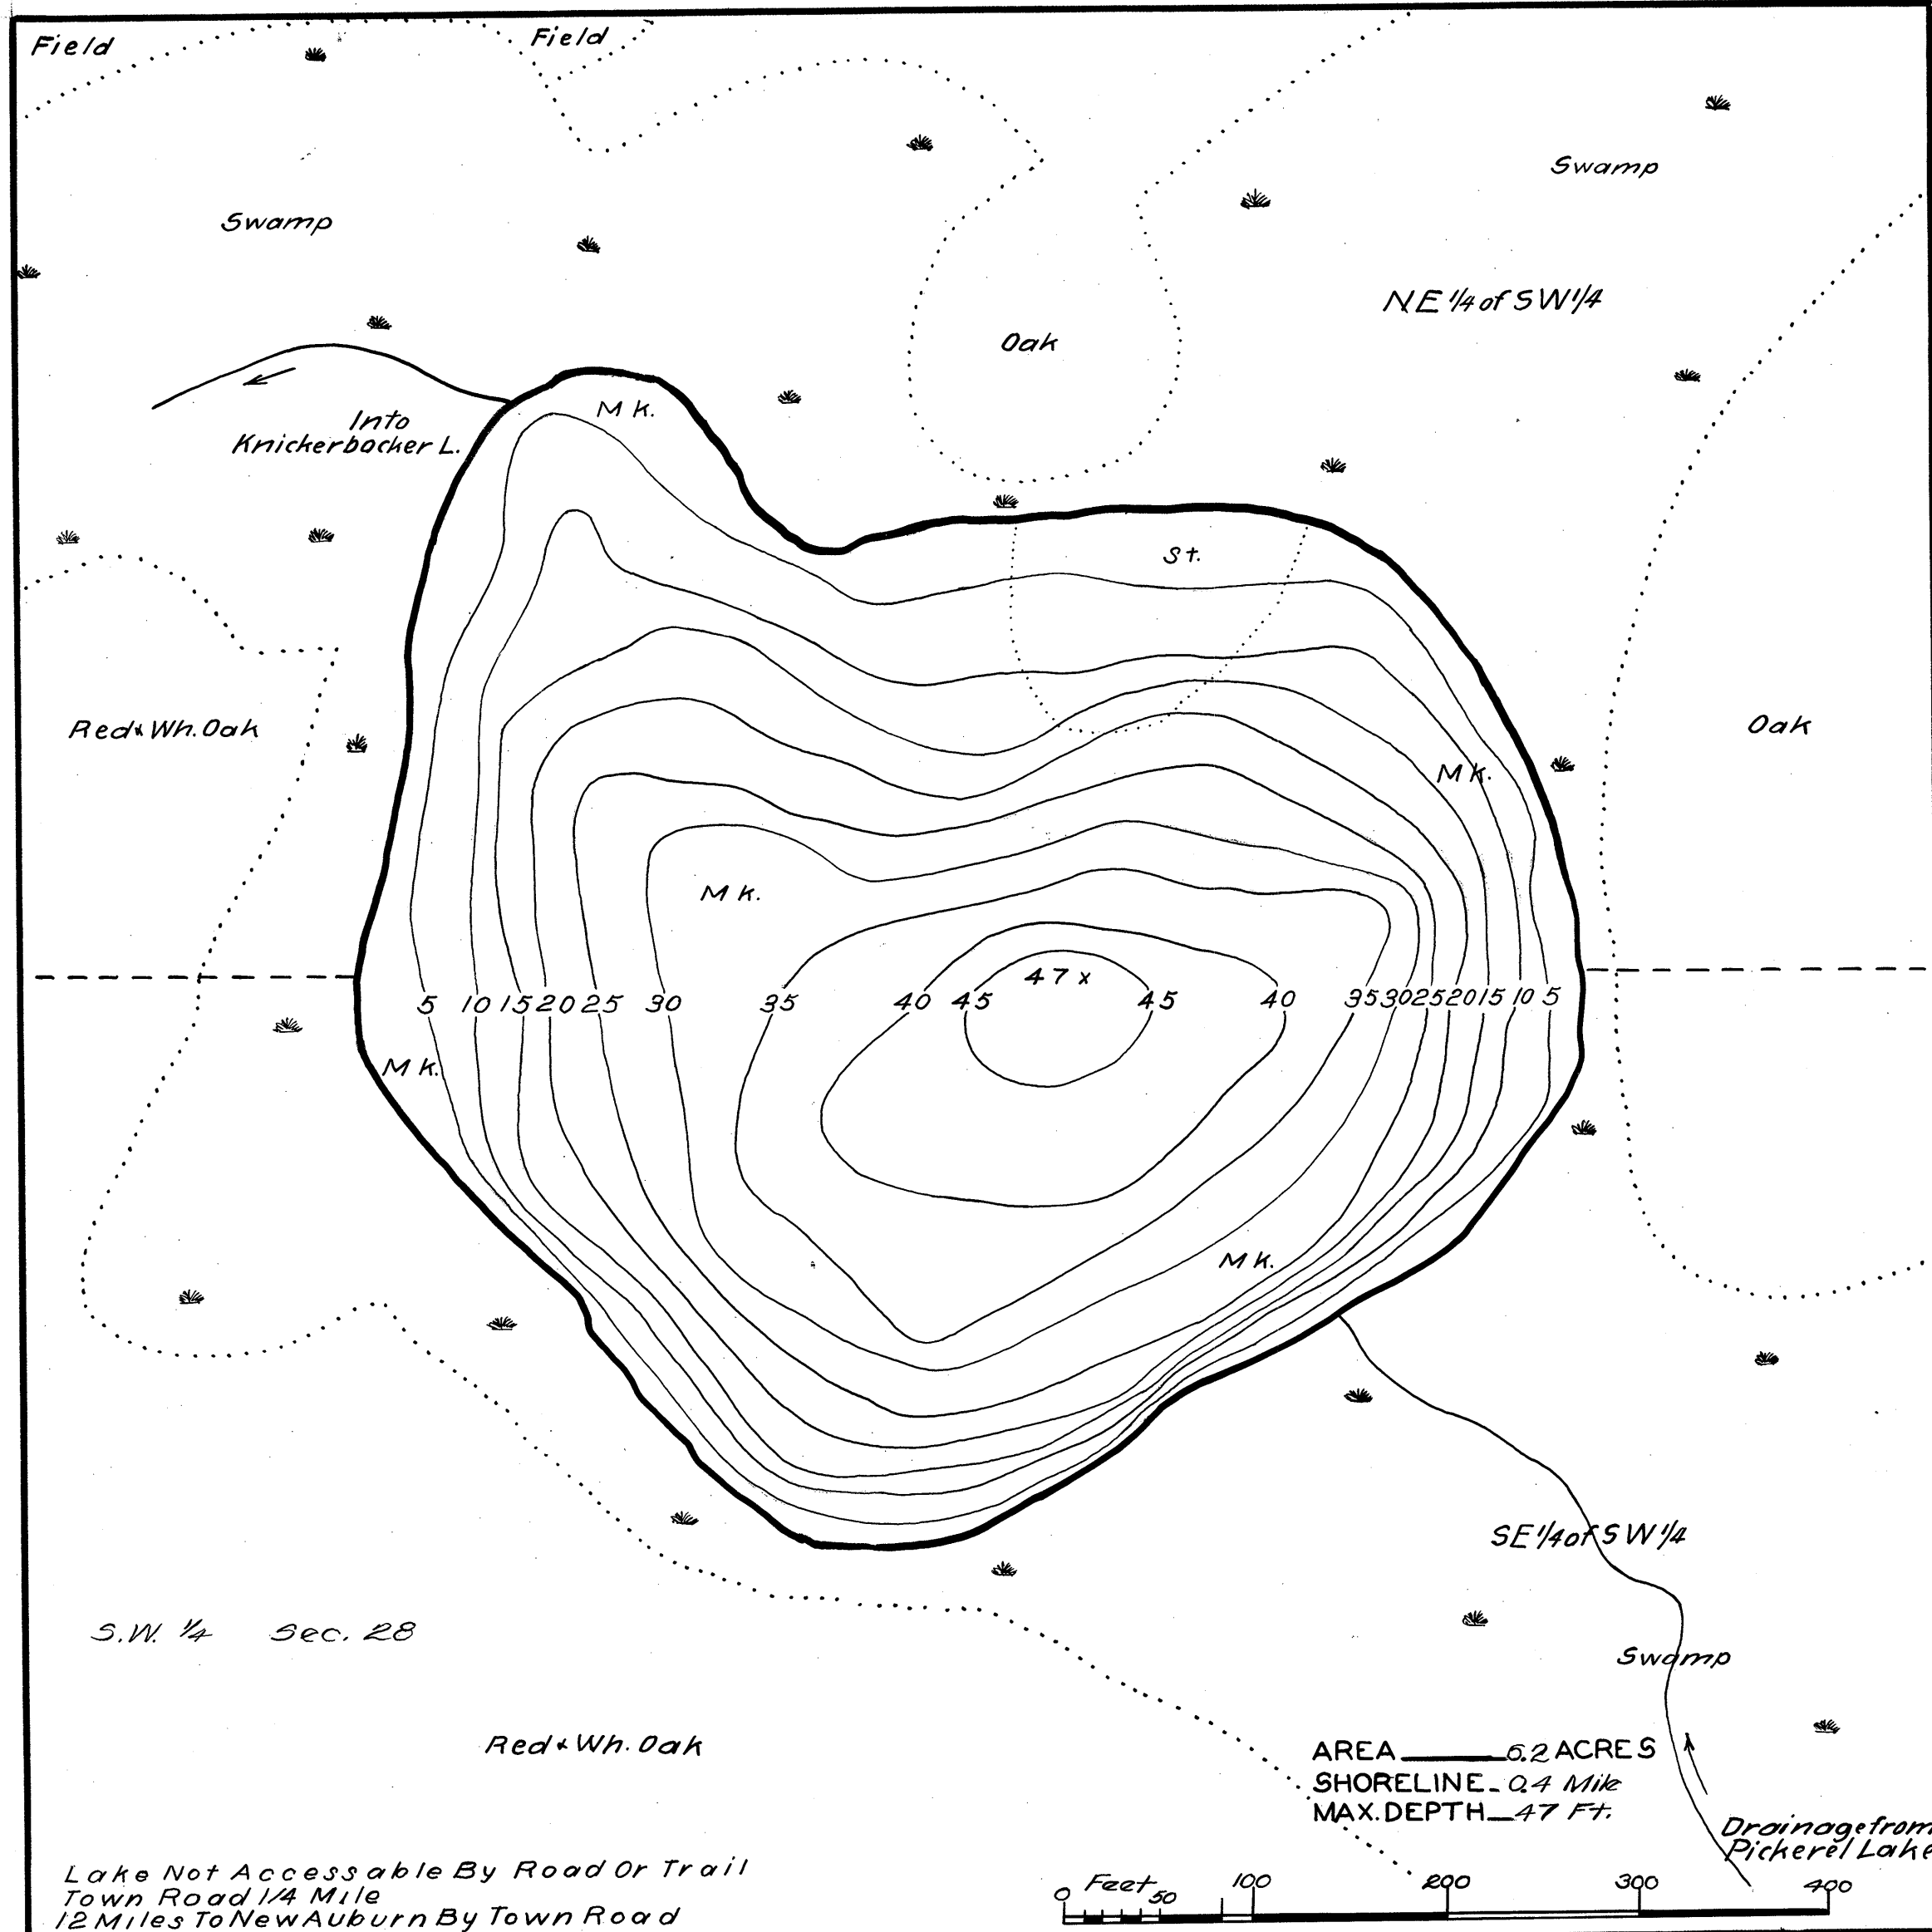 Field
Field
Swamp
Swamp
NE 1/4 of SW 1/4
Oak
Into
Knickerbocker L.
Mk.
St.
Red & Wh. Oak
Oak
Mk.
Mk.
47 x
5 10 15 20 25 30 35 40 45 45 40 35 30 25 20 15 10 5
Mk.
Mk.
SE 1/4 of SW 1/4
S.W. 1/4 Sec. 28
Swamp
Red & Wh. Oak
AREA 6.2 ACRES
SHORELINE 0.4 Mile
MAX. DEPTH 47 Ft.
Drainage from
Pickerel Lake
Lake Not Accessable By Road Or Trail
Town Road 1/4 Mile
12 Miles To New Auburn By Town Road
0 Feet 50 100 200 300 400